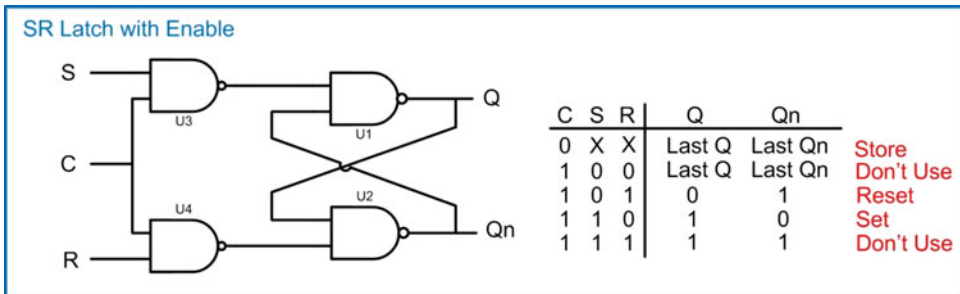 SR Latch with Enable
S
U3
U1
Q
C
U4
U2
R
Qn
C S R Q Qn
0 X X Last Q Last Qn Store
1 0 0 Last Q Last Qn Don't Use
1 0 1 0 1 Reset
1 1 0 1 0 Set
1 1 1 1 1 Don't Use